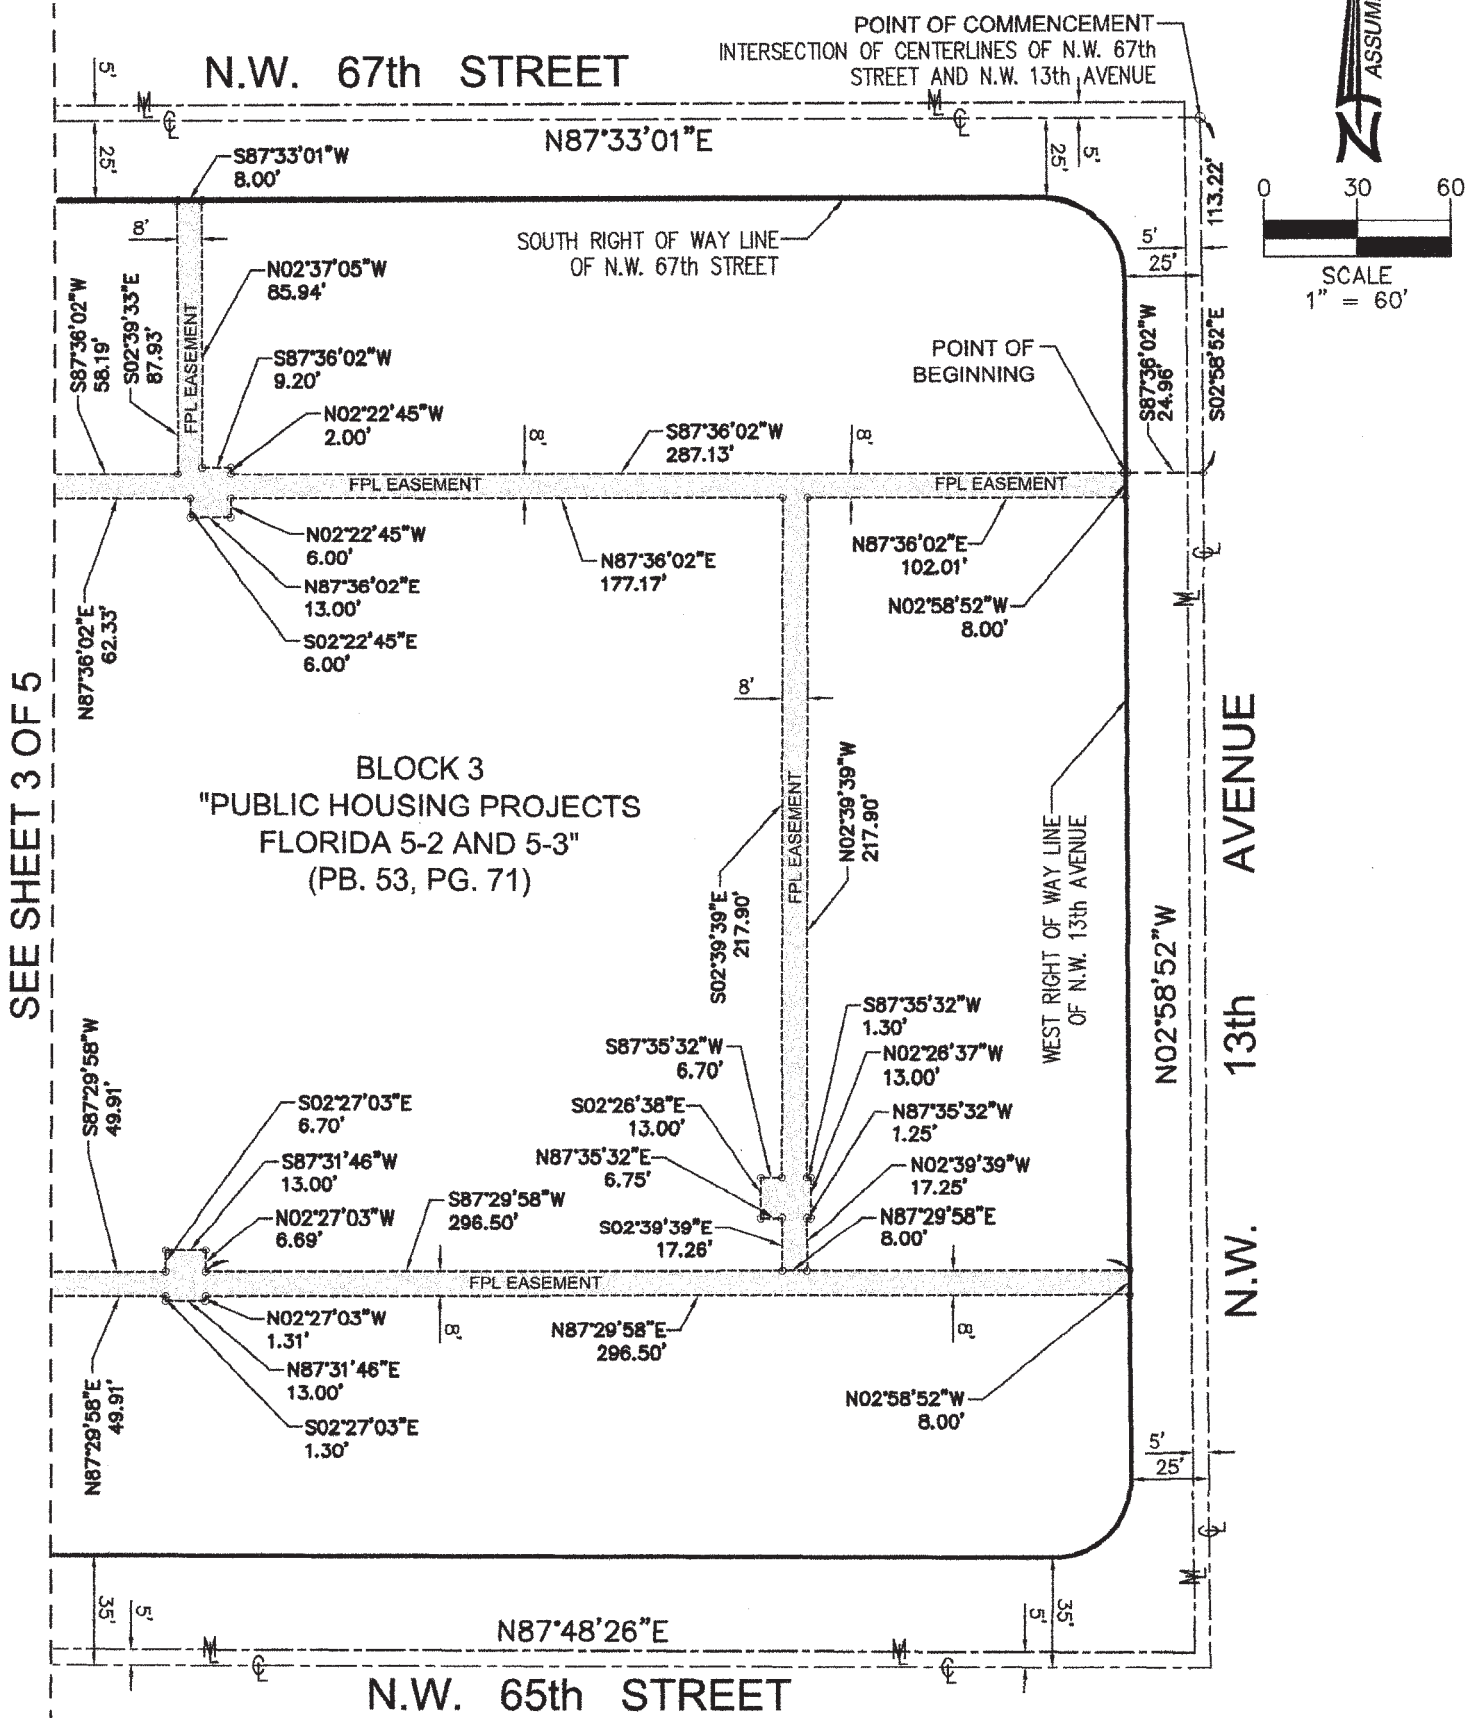 POINT OF COMMENCEMENT
INTERSECTION OF CENTERLINES OF N.W. 67th
STREET AND N.W. 13th AVENUE
N.W. 67th STREET
5'
25'
N87°33'01"E
25'
5'
S87°33'01"W
8.00'
8'
SOUTH RIGHT OF WAY LINE
OF N.W. 67th STREET
113.22'
5'
25'
0 30 60
SCALE
1" = 60'
N02°37'05"W
85.94'
S87°36'02"W
58.19'
S02°39'33"E
87.93'
FPL EASEMENT
S87°36'02"W
9.20'
N02°22'45"W
2.00'
8'
S87°36'02"W
287.13'
8'
POINT OF
BEGINNING
S87°36'02"W
24.96'
S02°58'52"E
FPL EASEMENT
FPL EASEMENT
N02°22'45"W
6.00'
N87°36'02"E
13.00'
S02°22'45"E
6.00'
N87°36'02"E
62.33'
N87°36'02"E
177.17'
N87°36'02"E
102.01'
N02°58'52"W
8.00'
8'
SEE SHEET 3 OF 5
BLOCK 3
"PUBLIC HOUSING PROJECTS
FLORIDA 5-2 AND 5-3"
(PB. 53, PG. 71)
S02°39'39"E
217.90'
FPL EASEMENT
N02°39'39"W
217.90'
WEST RIGHT OF WAY LINE
OF N.W. 13th AVENUE
N02°58'52"W
N.W. 13th AVENUE
S87°35'32"W
1.30'
S87°35'32"W
6.70'
N02°26'37"W
13.00'
S02°26'38"E
13.00'
N87°35'32"W
1.25'
N87°35'32"E
6.75'
N02°39'39"W
17.25'
S02°39'39"E
17.26'
N87°29'58"E
8.00'
S87°29'58"W
49.91'
S02°27'03"E
6.70'
S87°31'46"W
13.00'
N02°27'03"W
6.69'
S87°29'58"W
296.50'
FPL EASEMENT
N02°27'03"W
1.31'
8'
N87°29'58"E
296.50'
8'
N87°31'46"E
13.00'
S02°27'03"E
1.30'
N87°29'58"E
49.91'
N02°58'52"W
8.00'
5'
25'
35'
5'
N87°48'26"E
5'
35'
N.W. 65th STREET